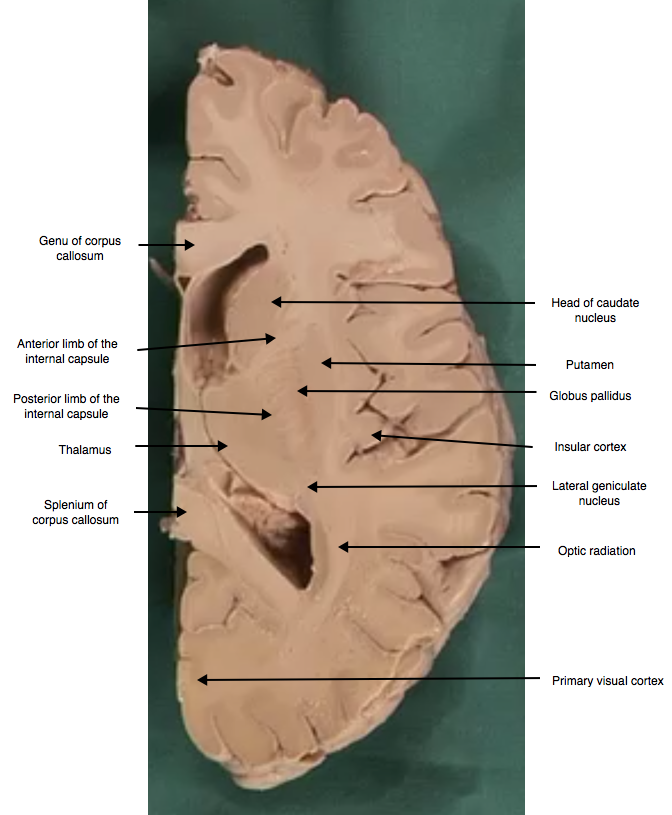 Genu of corpus
callosum
Anterior limb of the
internal capsule
Posterior limb of the
internal capsule
Thalamus
Splenium of
corpus callosum
Head of caudate
nucleus
Putamen
Globus pallidus
Insular cortex
Lateral geniculate
nucleus
Optic radiation
Primary visual cortex